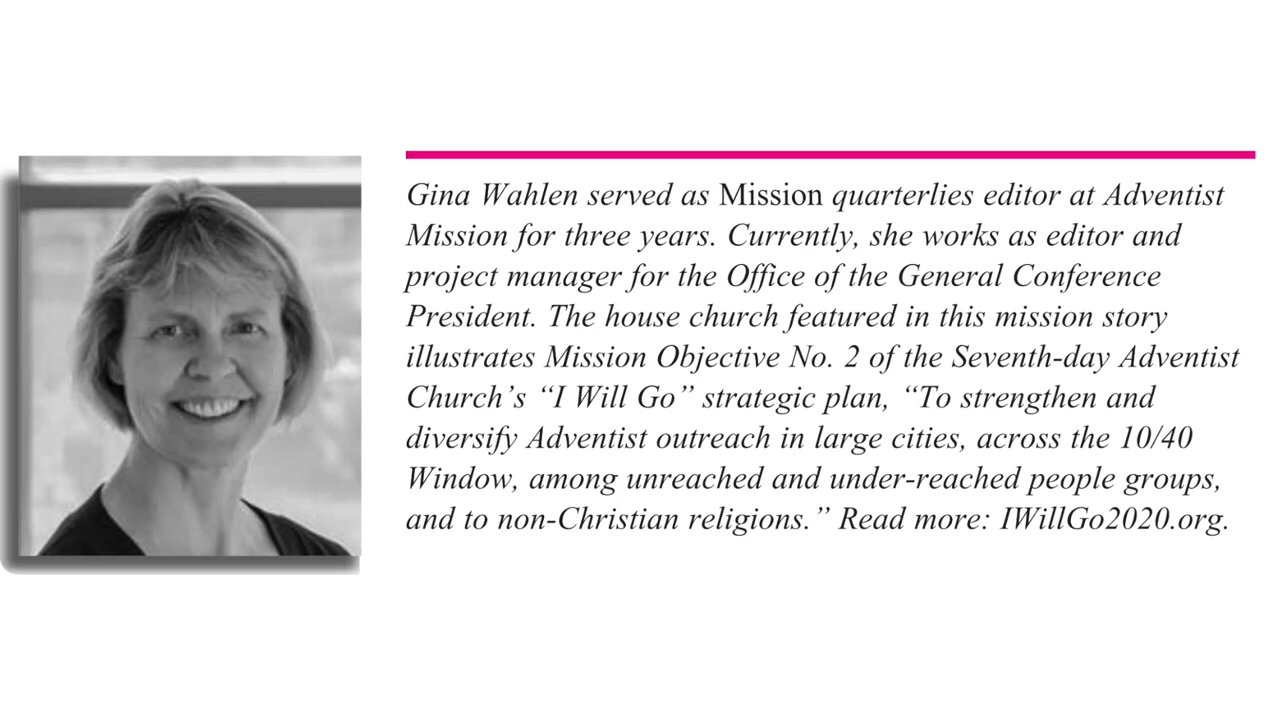 Gina Wahlen served as Mission quarterlies editor at Adventist
Mission for three years. Currently, she works as editor and
project manager for the Office of the General Conference
President. The house church featured in this mission story
illustrates Mission Objective No. 2 of the Seventh-day Adventist
Church’s “I Will Go” strategic plan, “To strengthen and
diversify Adventist outreach in large cities, across the 10/40
Window, among unreached and under-reached people groups,
and to non-Christian religions.” Read more: IWillGo2020.org.